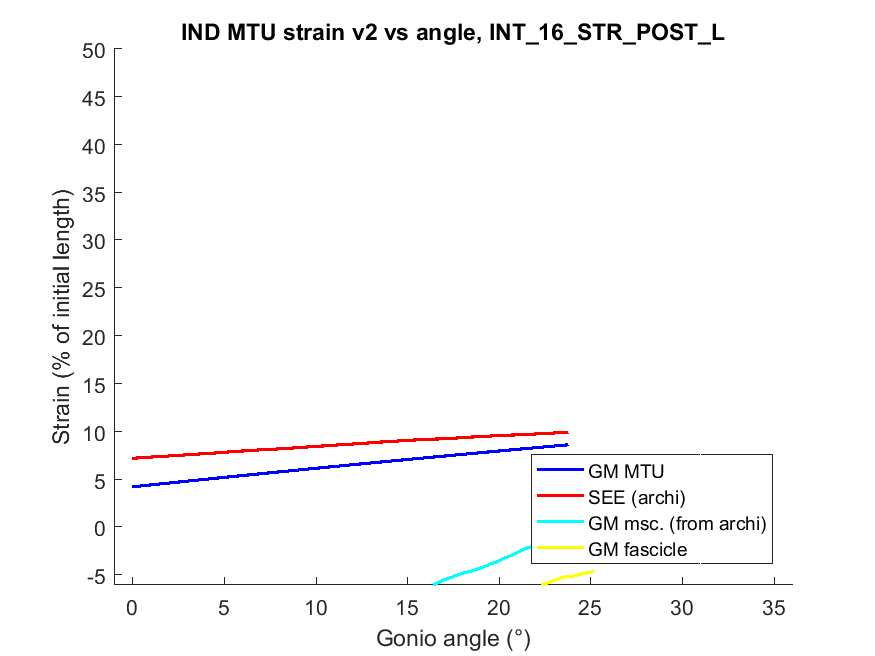 IND MTU strain v2 vs angle, INT_16_STR_POST_L
50
45
40
35
30
25
20
15
10
5
0
-5
Strain (% of initial length)
GM MTU
SEE (archi)
GM msc. (from archi)
GM fascicle
0 5 10 15 20 25 30 35
Gonio angle (°)